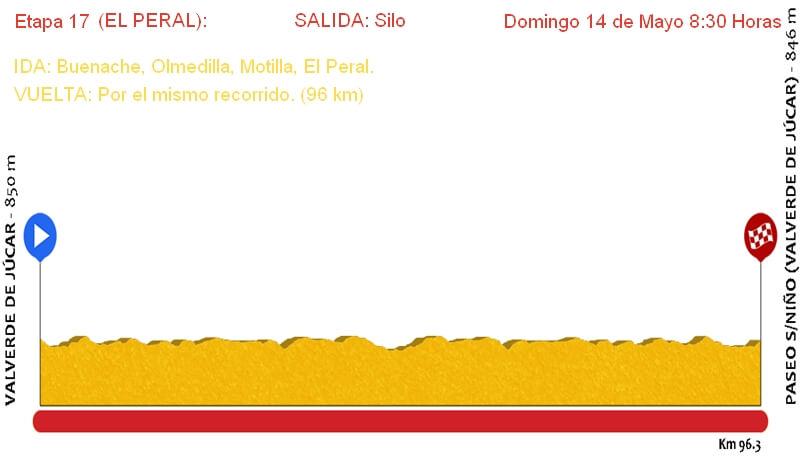 Etapa 17 (EL PERAL): SALIDA: Silo Domingo 14 de Mayo 8:30 Horas
IDA: Buenache, Olmedilla, Motilla, El Peral.
VUELTA: Por el mismo recorrido. (96 km)
VALVERDE DE JÚCAR - 850 m
PASEO S/NIÑO (VALVERDE DE JÚCAR) - 846 m
Km 96.3